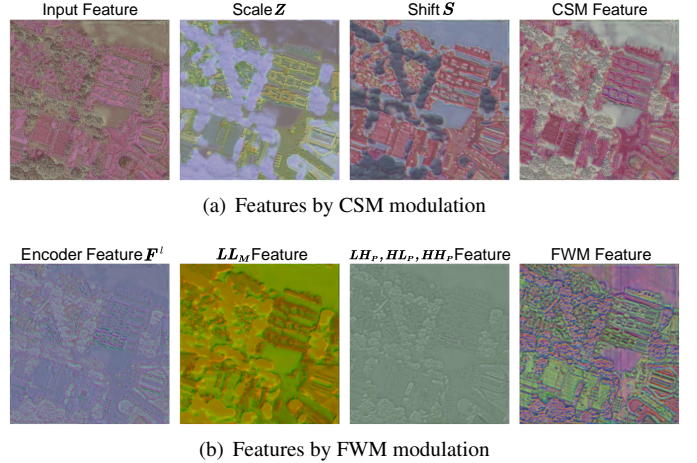 Input Feature Scale Z Shift S CSM Feature
(a) Features by CSM modulation
Encoder Feature F^l LL_M Feature LH_P, HL_P, HH_P Feature FWM Feature
(b) Features by FWM modulation